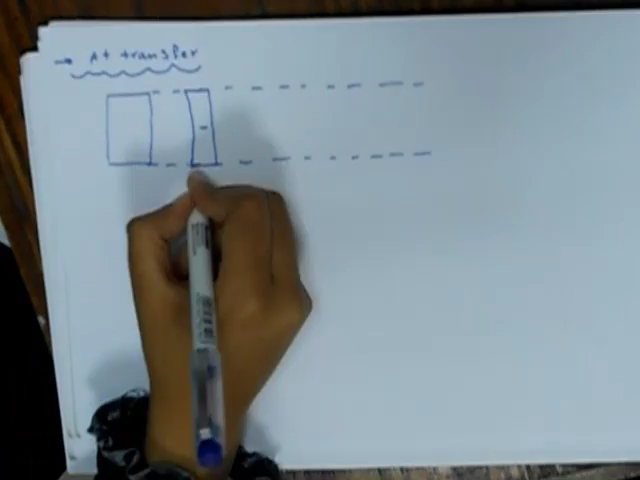 → At transfer